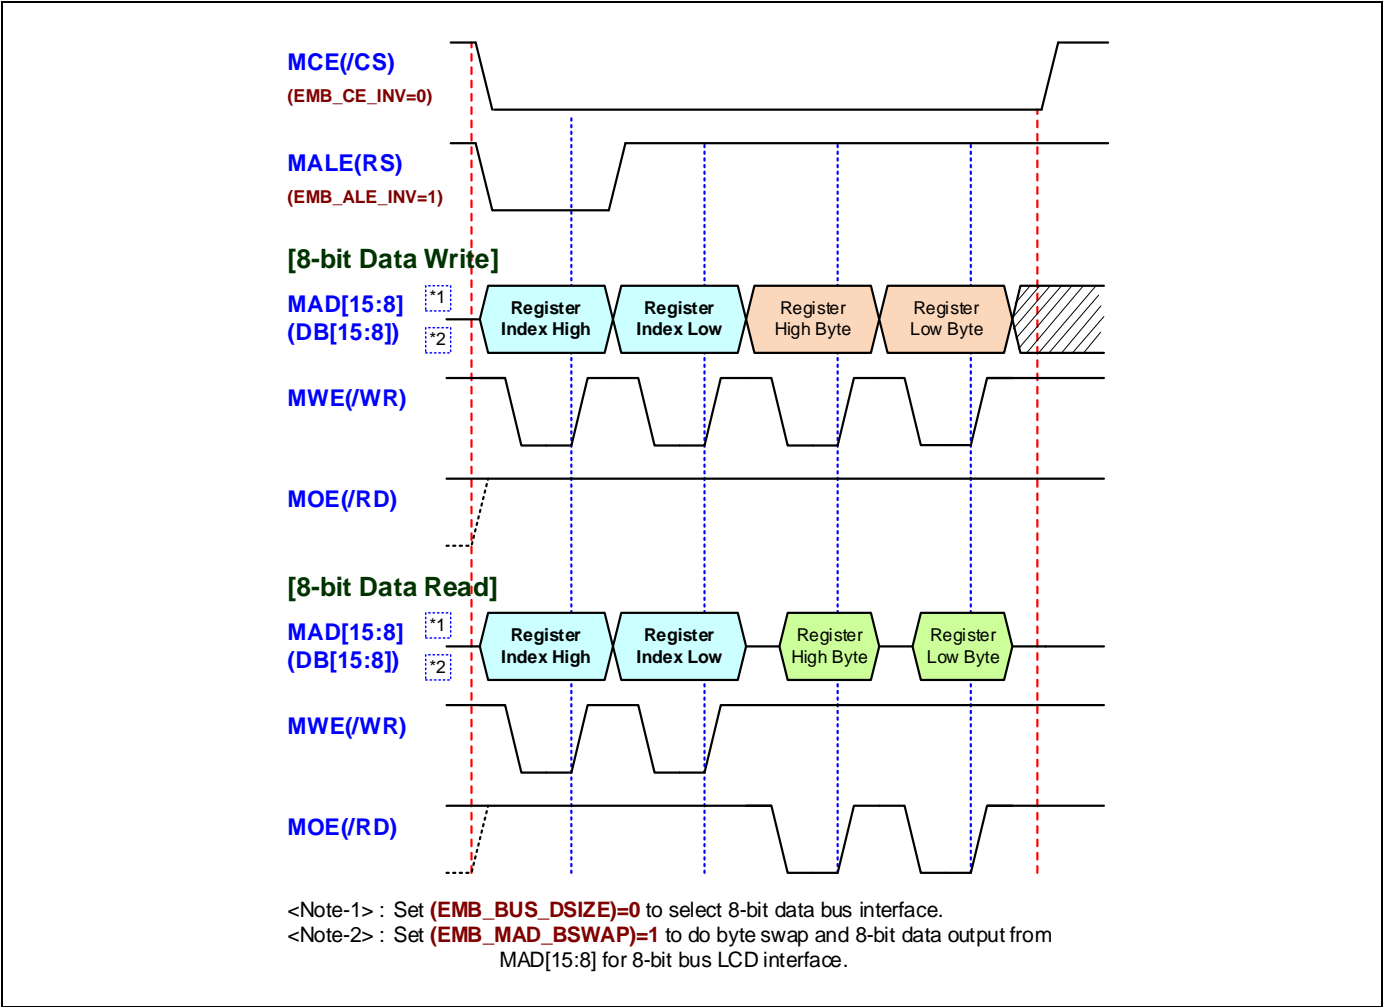 MCE(/CS)
(EMB_CE_INV=0)
MALE(RS)
(EMB_ALE_INV=1)
[8-bit Data Write]
MAD[15:8]
(DB[15:8])
*1
*2
Register
Index High
Register
Index Low
Register
High Byte
Register
Low Byte
MWE(/WR)
MOE(/RD)
[8-bit Data Read]
MAD[15:8]
(DB[15:8])
*1
*2
Register
Index High
Register
Index Low
Register
High Byte
Register
Low Byte
MWE(/WR)
MOE(/RD)
<Note-1> : Set (EMB_BUS_DSIZE)=0 to select 8-bit data bus interface.
<Note-2> : Set (EMB_MAD_BSWAP)=1 to do byte swap and 8-bit data output from
MAD[15:8] for 8-bit bus LCD interface.